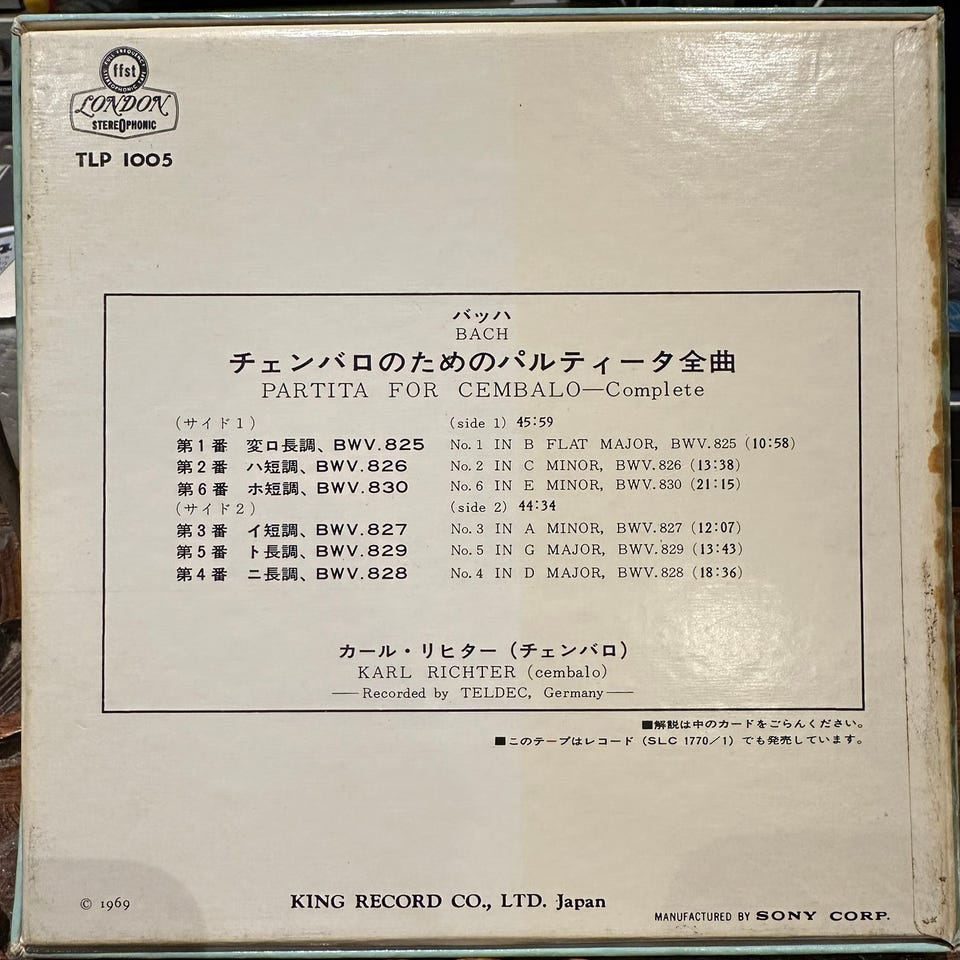 FULL FREQUENCY
ffst
STEREOPHONIC TAPE
LONDON
STEREOPHONIC
TLP 1005
バッハ
BACH
チェンバロのためのパルティータ全曲
PARTITA FOR CEMBALO—Complete
(サイド1) (side 1) 45:59
第1番 変ロ長調、BWV.825 No.1 IN B FLAT MAJOR, BWV.825 (10:58)
第2番 ハ短調、BWV.826 No.2 IN C MINOR, BWV.826 (13:38)
第6番 ホ短調、BWV.830 No.6 IN E MINOR, BWV.830 (21:15)
(サイド2) (side 2) 44:34
第3番 イ短調、BWV.827 No.3 IN A MINOR, BWV.827 (12:07)
第5番 ト長調、BWV.829 No.5 IN G MAJOR, BWV.829 (13:43)
第4番 ニ長調、BWV.828 No.4 IN D MAJOR, BWV.828 (18:36)
カール・リヒター(チェンバロ)
KARL RICHTER (cembalo)
—Recorded by TELDEC, Germany—
■解説は中のカードをごらんください。
■このテープはレコード(SLC 1770/1)でも発売しています。
© 1969
KING RECORD CO., LTD. Japan
MANUFACTURED BY SONY CORP.